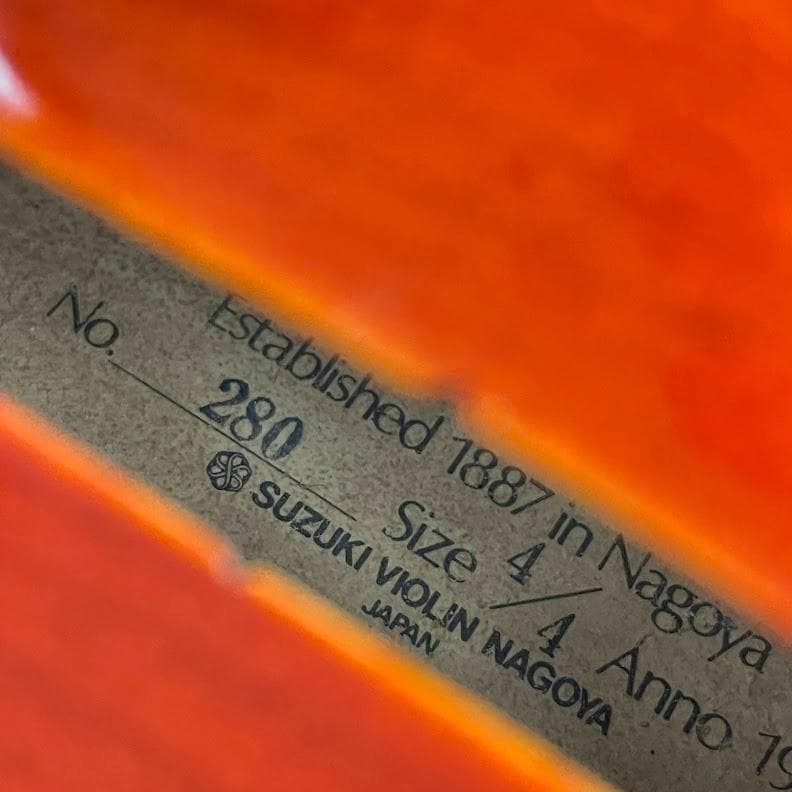 Established 1887 in Nagoya
No. 280 Size 4/4 Anno 19
SUZUKI VIOLIN NAGOYA
JAPAN